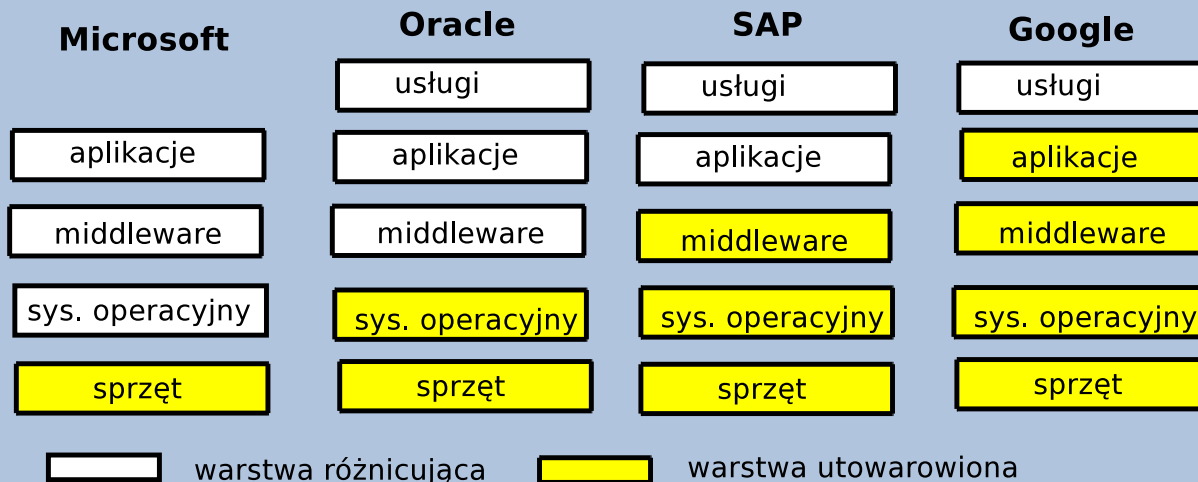 Microsoft Oracle SAP Google
usługi usługi usługi
aplikacje aplikacje aplikacje aplikacje
middleware middleware middleware middleware
sys. operacyjny sys. operacyjny sys. operacyjny sys. operacyjny
sprzęt sprzęt sprzęt sprzęt
warstwa różnicująca warstwa utowarowiona